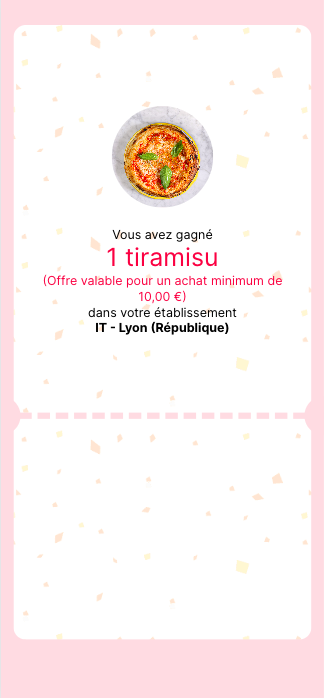 Vous avez gagné
1 tiramisu
(Offre valable pour un achat minimum de
10,00 €)
dans votre établissement
IT - Lyon (République)